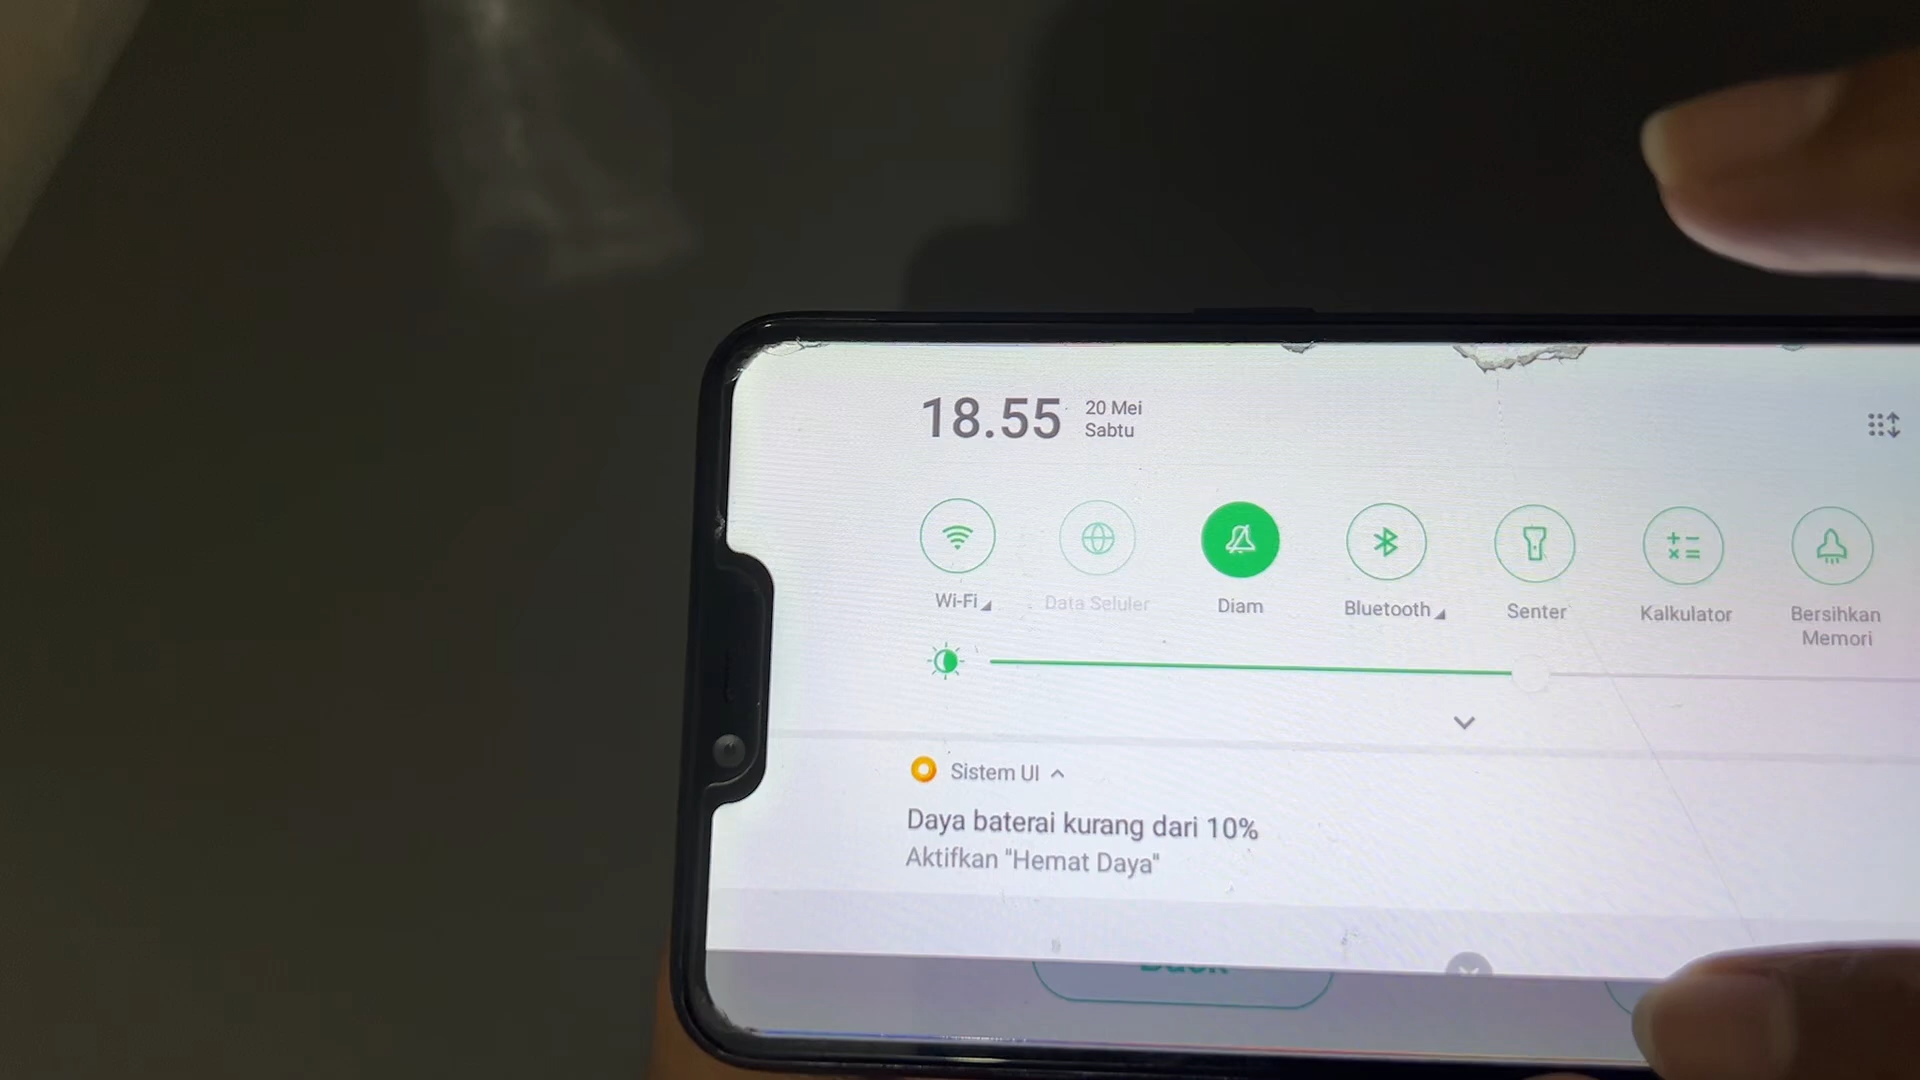 18.55
20 Mei
Sabtu
Wi-Fi
Data Seluler
Diam
Bluetooth
Senter
Kalkulator
Bersihkan
Memori
Sistem UI
Daya baterai kurang dari 10%
Aktifkan "Hemat Daya"